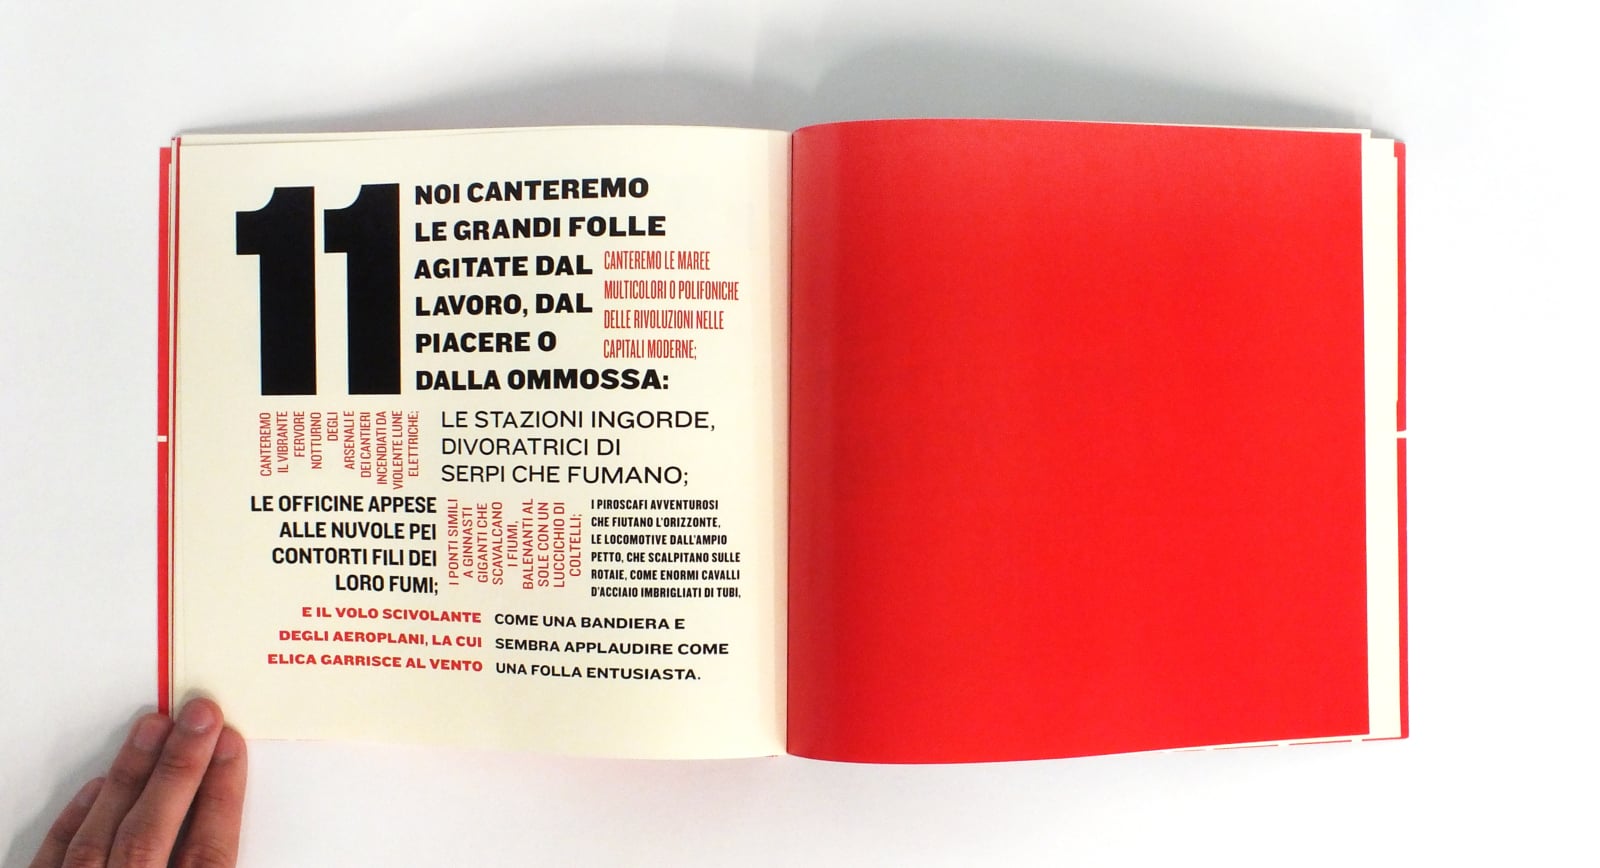 11
NOI CANTEREMO
LE GRANDI FOLLE
AGITATE DAL
LAVORO, DAL
PIACERE O
DALLA OMMOSSA:
CANTEREMO LE MAREE
MULTICOLORI O POLIFONICHE
DELLE RIVOLUZIONI NELLE
CAPITALI MODERNE;
CANTEREMO
IL VIBRANTE
FERVORE
NOTTURNO
DEGLI
ARSENALI E
DEI CANTIERI
INCENDIATI DA
VIOLENTE LUNE
ELETTRICHE;
LE STAZIONI INGORDE,
DIVORATRICI DI
SERPI CHE FUMANO;
LE OFFICINE APPESE
ALLE NUVOLE PEI
CONTORTI FILI DEI
LORO FUMI;
I PONTI SIMILI
A GINNASTI
GIGANTI CHE
SCAVALCANO
I FIUMI,
BALENANTI AL
SOLE CON UN
LUCCICHIO DI
COLTELLI;
I PIROSCAFI AVVENTUROSI
CHE FIUTANO L'ORIZZONTE,
LE LOCOMOTIVE DALL'AMPIO
PETTO, CHE SCALPITANO SULLE
ROTAIE, COME ENORMI CAVALLI
D'ACCIAIO IMBRIGLIATI DI TUBI,
E IL VOLO SCIVOLANTE
DEGLI AEROPLANI, LA CUI
ELICA GARRISCE AL VENTO
COME UNA BANDIERA E
SEMBRA APPLAUDIRE COME
UNA FOLLA ENTUSIASTA.